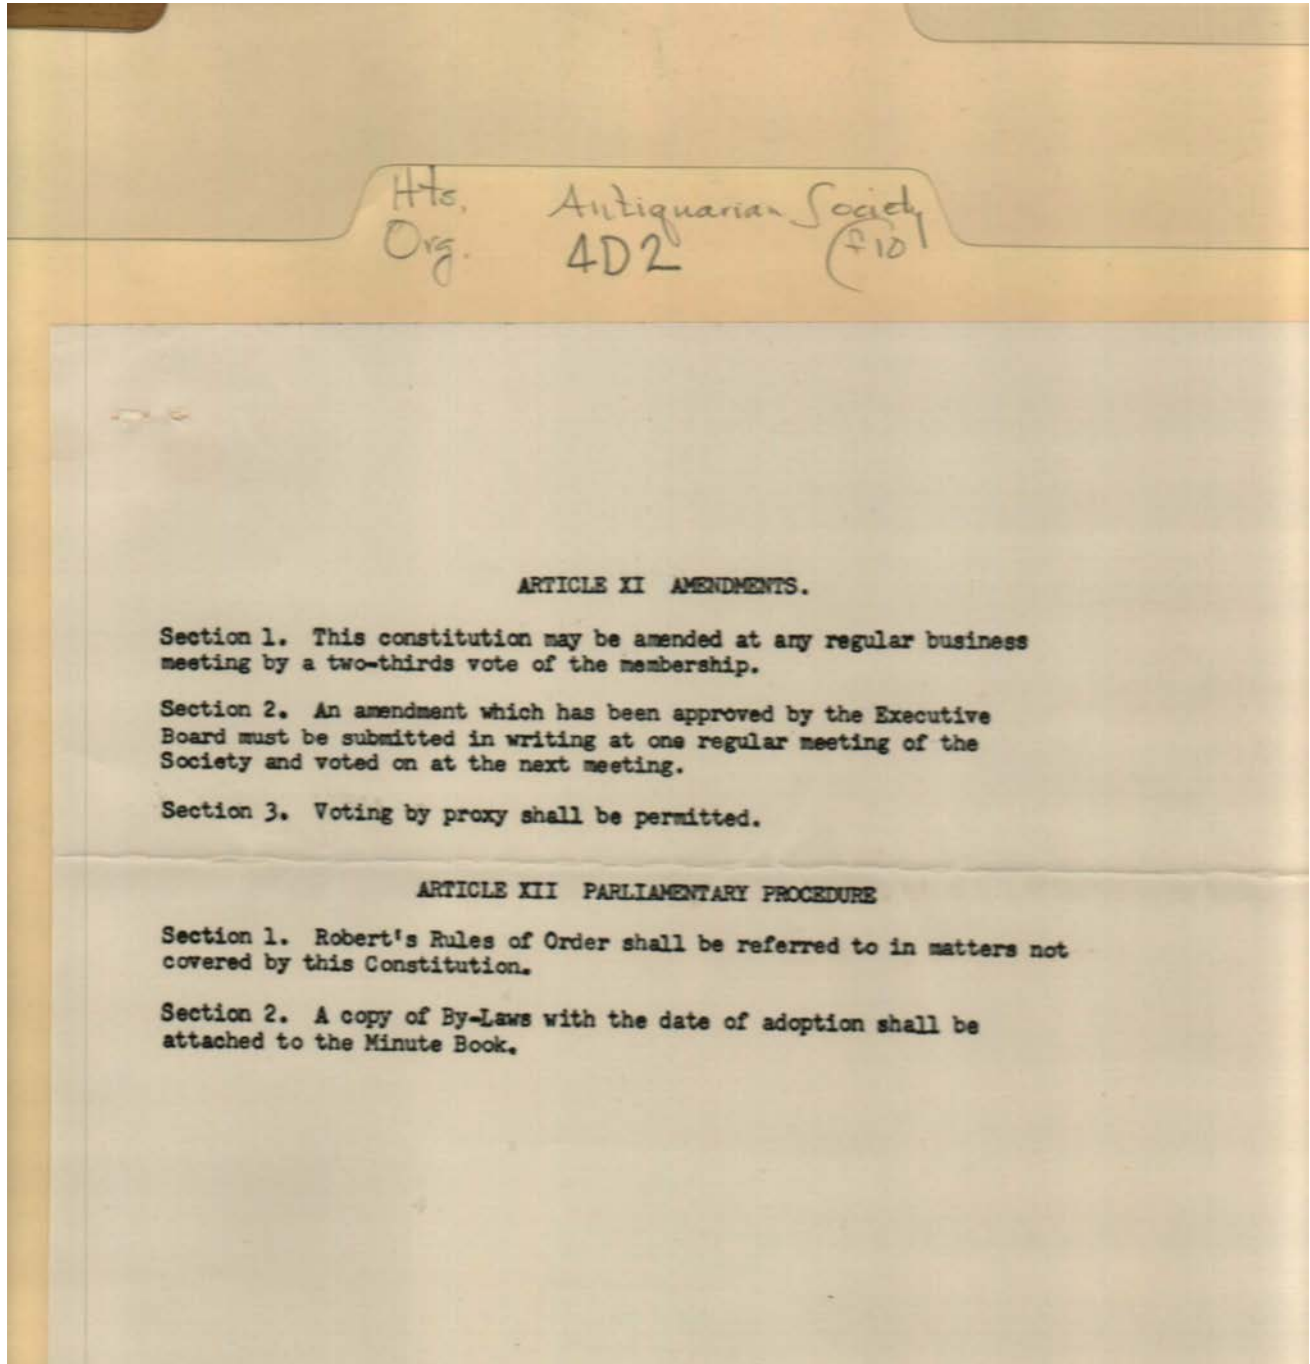 Hts. Antiquarian Society
Org. 4D2 (f10)
ARTICLE XI AMENDMENTS.
Section 1. This constitution may be amended at any regular business
meeting by a two-thirds vote of the membership.
Section 2. An amendment which has been approved by the Executive
Board must be submitted in writing at one regular meeting of the
Society and voted on at the next meeting.
Section 3. Voting by proxy shall be permitted.
ARTICLE XII PARLIAMENTARY PROCEDURE
Section 1. Robert's Rules of Order shall be referred to in matters not
covered by this Constitution.
Section 2. A copy of By-Laws with the date of adoption shall be
attached to the Minute Book.